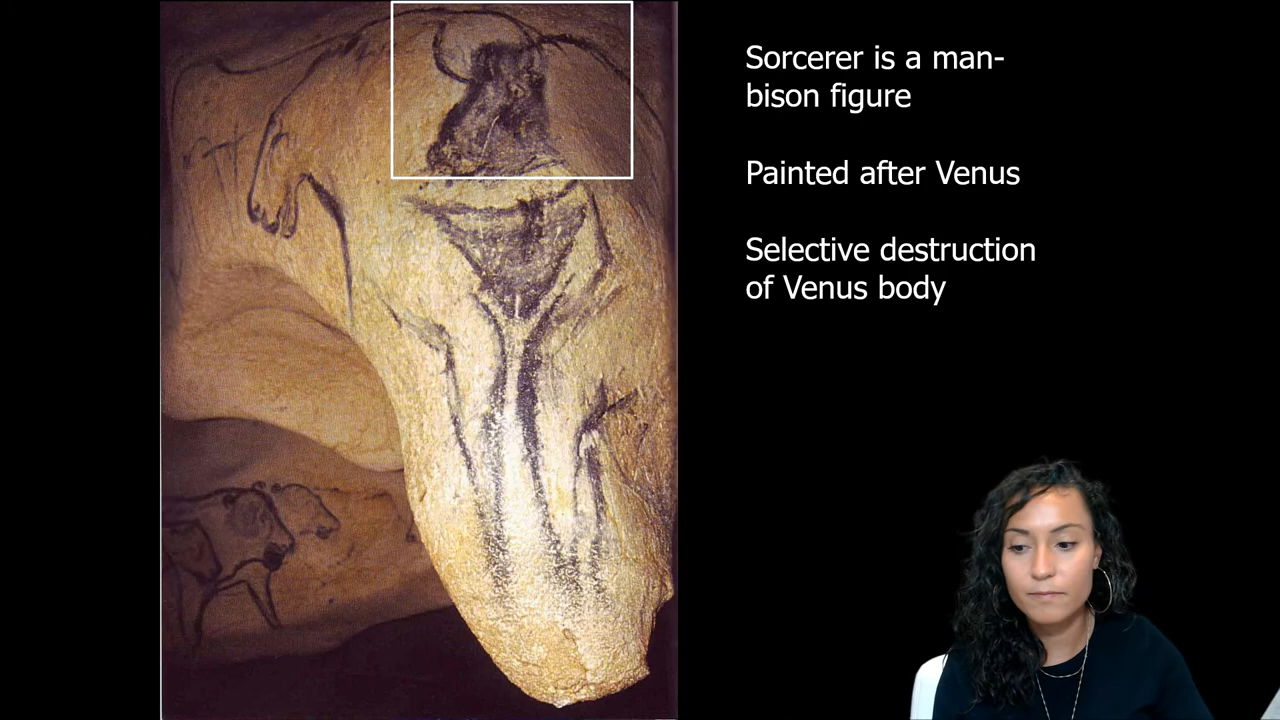 Sorcerer is a man-
bison figure
Painted after Venus
Selective destruction
of Venus body